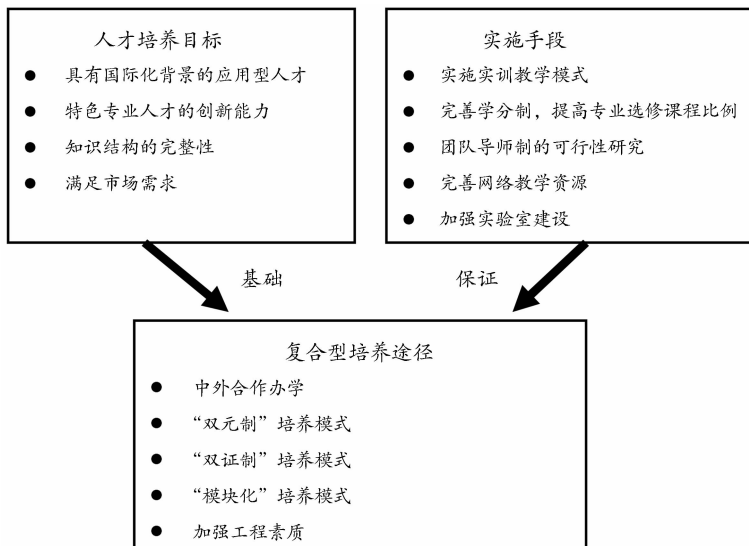 人才培养目标
● 具有国际化背景的应用型人才
● 特色专业人才的创新能力
● 知识结构的完整性
● 满足市场需求
实施手段
● 实施实训教学模式
● 完善学分制，提高专业选修课程比例
● 团队导师制的可行性研究
● 完善网络教学资源
● 加强实验室建设
基础
保证
复合型培养途径
● 中外合作办学
● “双元制”培养模式
● “双证制”培养模式
● “模块化”培养模式
● 加强工程素质